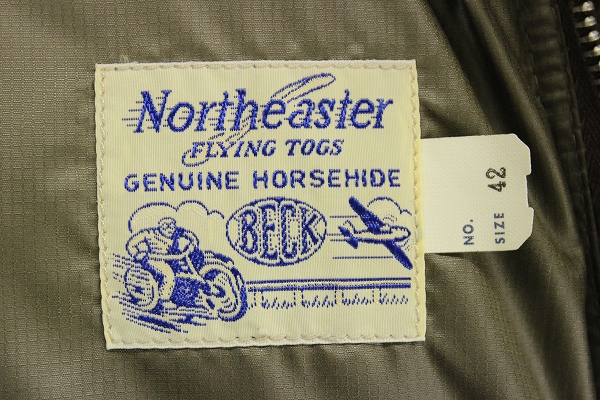 Northeaster
FLYING TOGS
GENUINE HORSEHIDE
BECK
NO.
SIZE 42